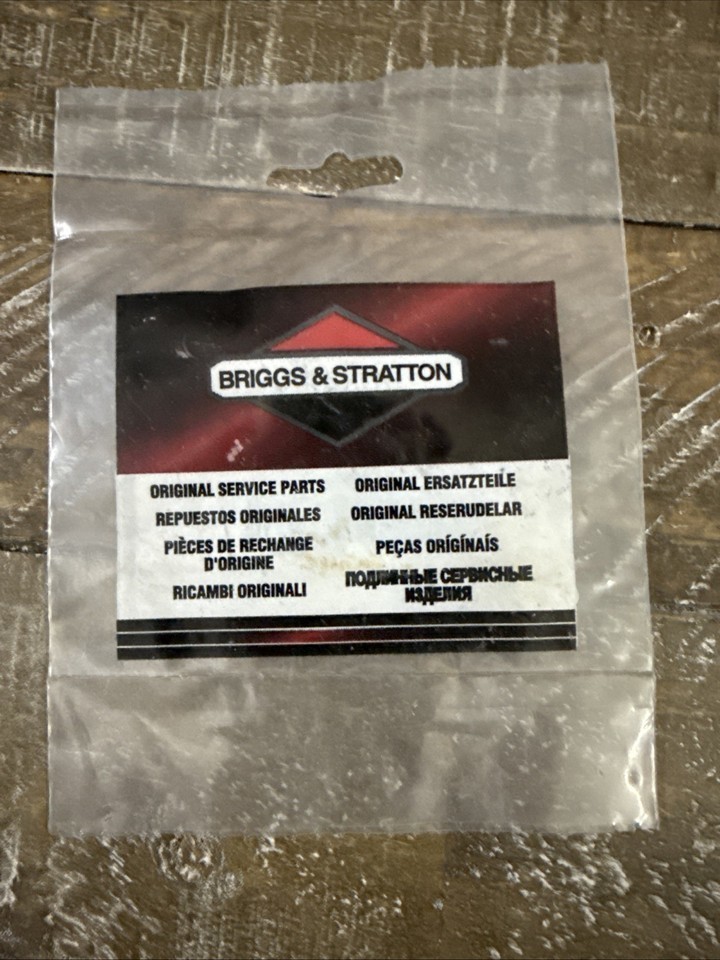 BRIGGS & STRATTON
ORIGINAL SERVICE PARTS
REPUESTOS ORIGINALES
PIÈCES DE RECHANGE
D'ORIGINE
RICAMBI ORIGINALI
ORIGINAL ERSATZTEILE
ORIGINAL RESERUDELAR
PEÇAS ORÍGÍNAÍS
ПОДЛИННЫЕ СЕРВИСНЫЕ
ИЗДЕЛИЯ